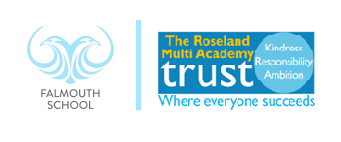 FALMOUTH
SCHOOL
The Roseland
Multi Academy
trust
Kindness
Responsibility
Ambition
Where everyone succeeds